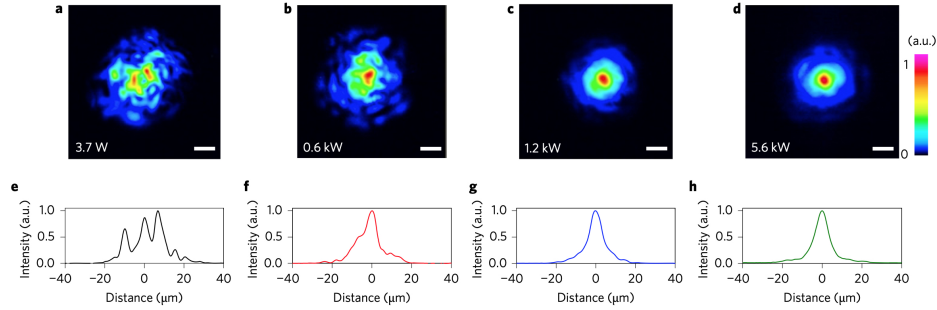 a
b
c
d
3.7 W
0.6 kW
1.2 kW
5.6 kW
(a.u.)
1
0
e
f
g
h
Intensity (a.u.)
1.0
0.5
0.0
−40 −20 0 20 40
Distance (μm)
Intensity (a.u.)
1.0
0.5
0.0
−40 −20 0 20 40
Distance (μm)
Intensity (a.u.)
1.0
0.5
0.0
−40 −20 0 20 40
Distance (μm)
Intensity (a.u.)
1.0
0.5
0.0
−40 −20 0 20 40
Distance (μm)